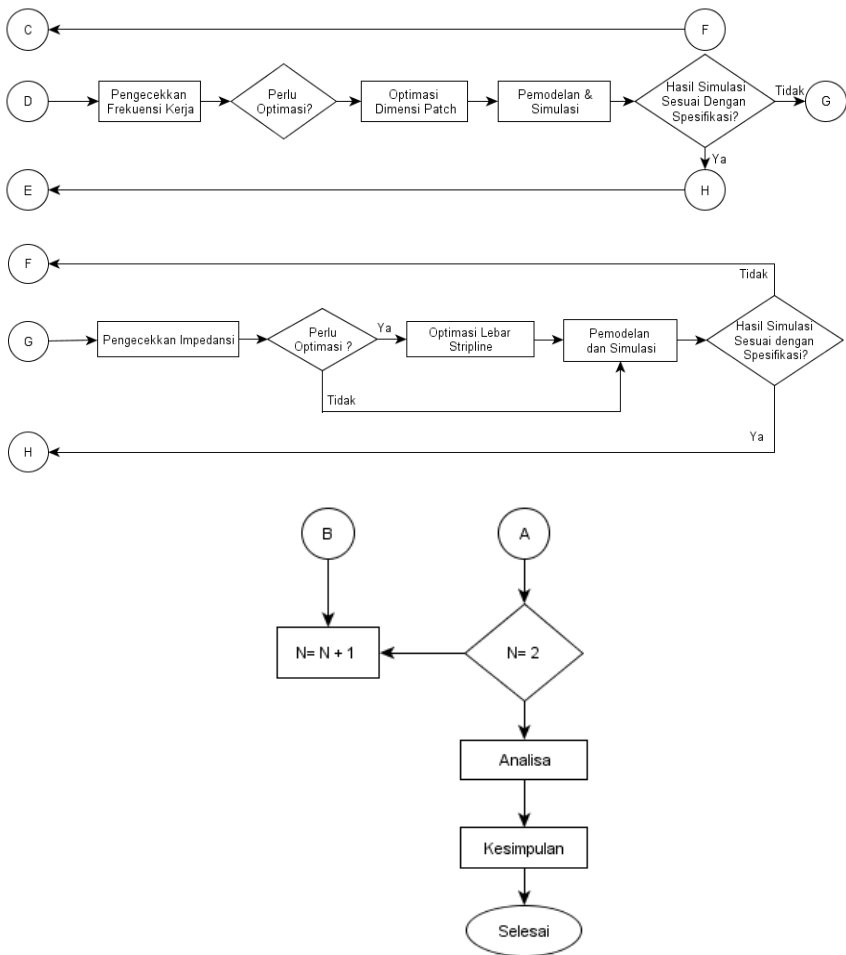 C
F
D
Pengecekkan
Frekuensi Kerja
Perlu
Optimasi?
Optimasi
Dimensi Patch
Pemodelan &
Simulasi
Hasil Simulasi
Sesuai Dengan
Spesifikasi?
Tidak
G
Ya
E
H
F
Tidak
G
Pengecekkan Impedansi
Perlu
Optimasi ?
Ya
Optimasi Lebar
Stripline
Pemodelan
dan Simulasi
Hasil Simulasi
Sesuai dengan
Spesifikasi?
Tidak
Ya
H
B
A
N= N + 1
N= 2
Analisa
Kesimpulan
Selesai